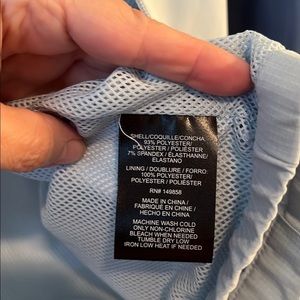 SHELL/COQUILLE/CONCHA
93% POLYESTER/
POLYESTER / POLIÉSTER
7% SPANDEX / ÉLASTHANNE/
ELASTANO
LINING / DOUBLURE / FORRO:
100% POLYESTER/
POLYESTER / POLIÉSTER
RN# 149858
MADE IN CHINA /
FABRIQUÉ EN CHINE /
HECHO EN CHINA
MACHINE WASH COLD
ONLY NON-CHLORINE
BLEACH WHEN NEEDED
TUMBLE DRY LOW
IRON LOW HEAT IF NEEDED